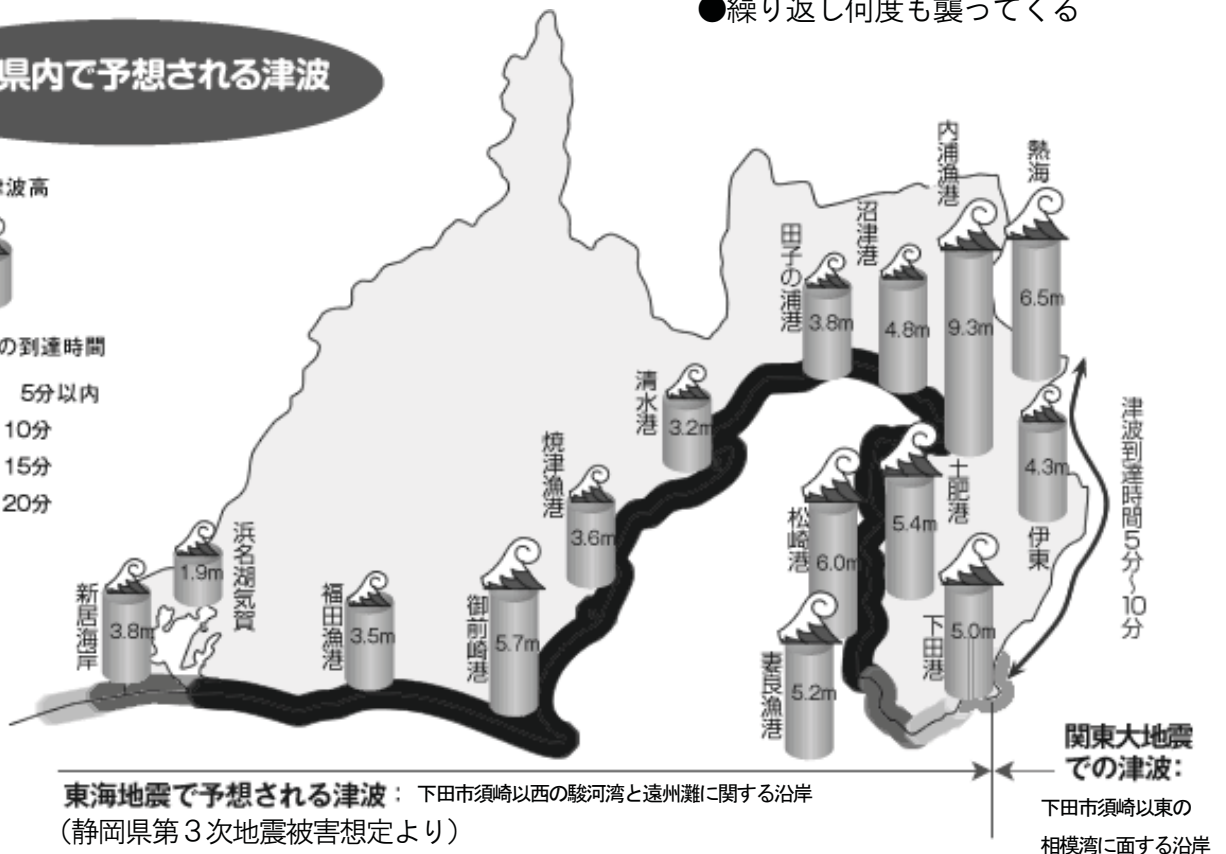 ●繰り返し何度も襲ってくる
県内で予想される津波
津波高
の到達時間
5分以内
10分
15分
20分
新居海岸
3.8m
浜名湖気賀
1.9m
福田漁港
3.5m
御前崎港
5.7m
焼津漁港
3.6m
清水港
3.2m
田子の浦港
3.8m
沼津港
4.8m
内浦漁港
9.3m
熱海
6.5m
伊東
4.3m
土肥港
5.4m
松崎港
6.0m
妻良漁港
5.2m
下田港
5.0m
津波到達時間5分~10分
東海地震で予想される津波: 下田市須崎以西の駿河湾と遠州灘に関する沿岸
(静岡県第3次地震被害想定より)
関東大地震
での津波:
下田市須崎以東の
相模湾に面する沿岸